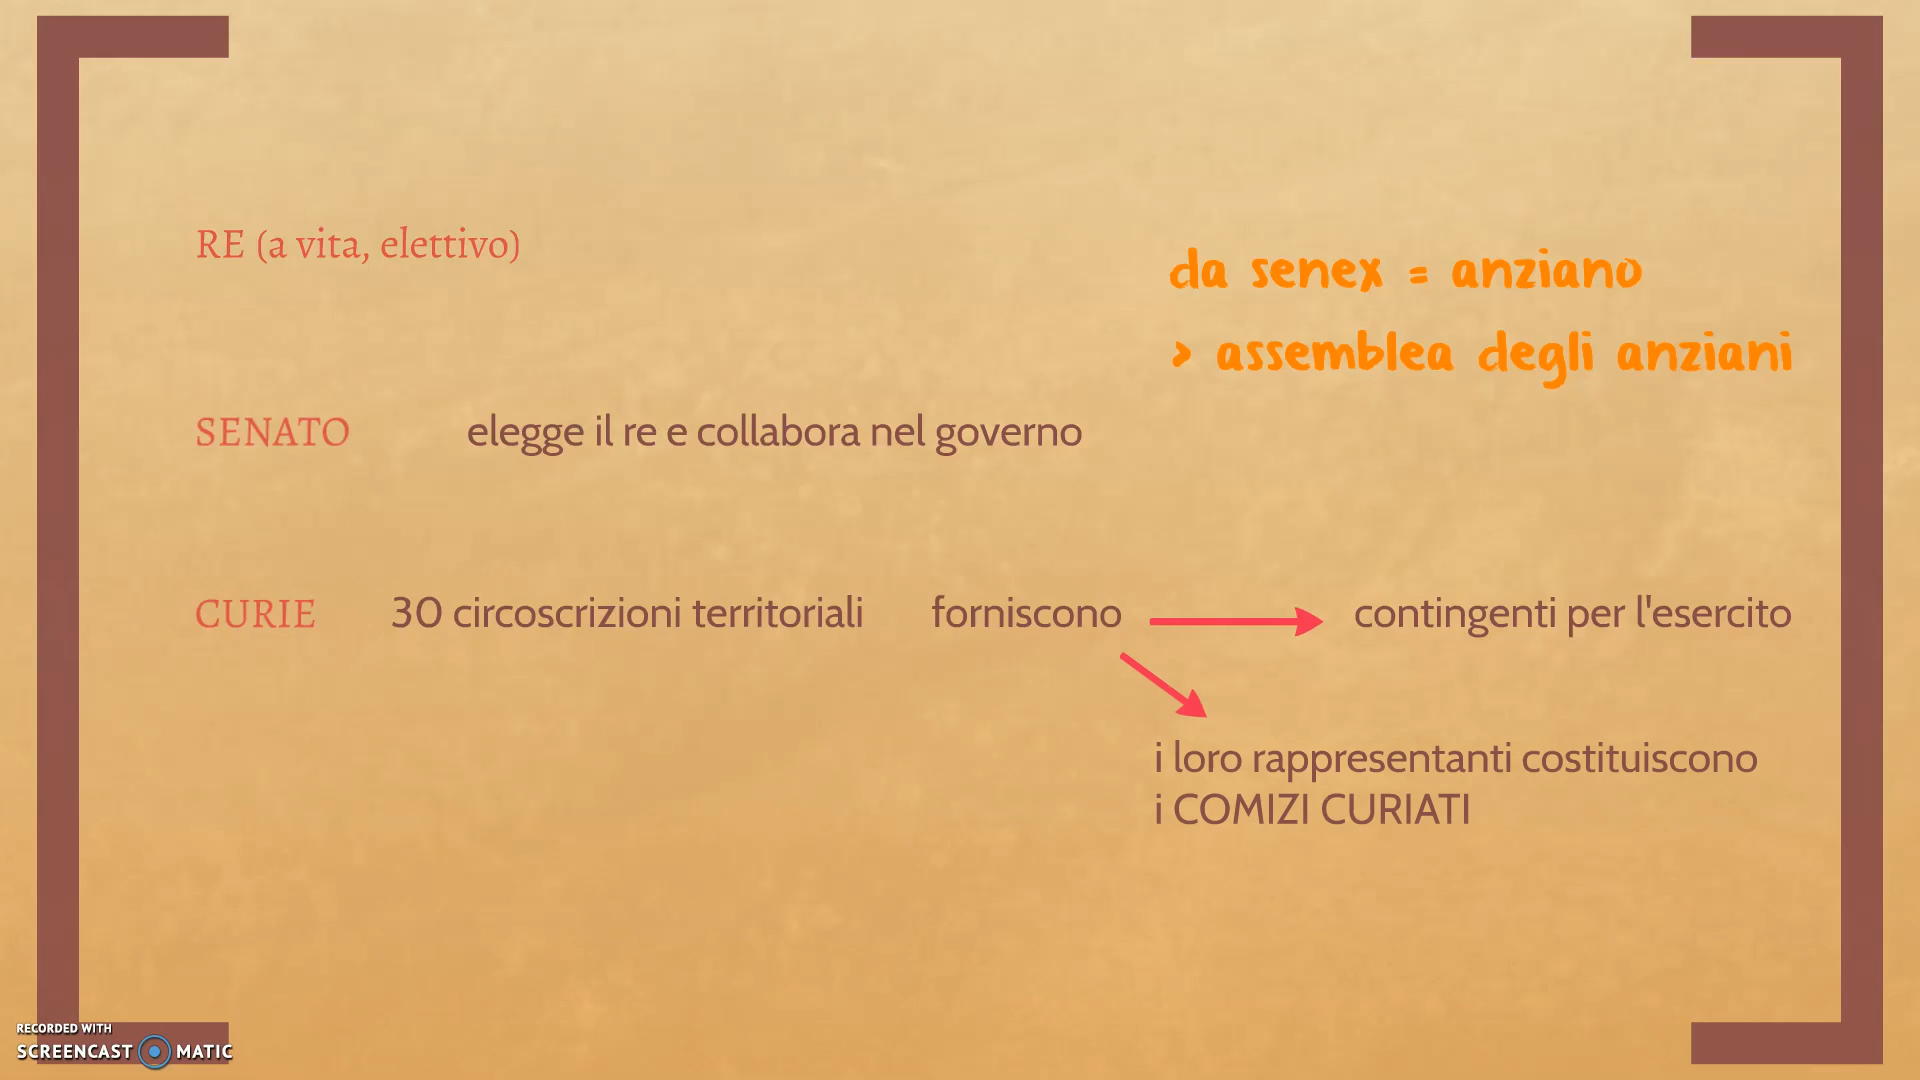 RE (a vita, elettivo)
da senex = anziano
> assemblea degli anziani
SENATO elegge il re e collabora nel governo
CURIE 30 circoscrizioni territoriali forniscono contingenti per l'esercito
i loro rappresentanti costituiscono
i COMIZI CURIATI
RECORDED WITH
SCREENCAST MATIC